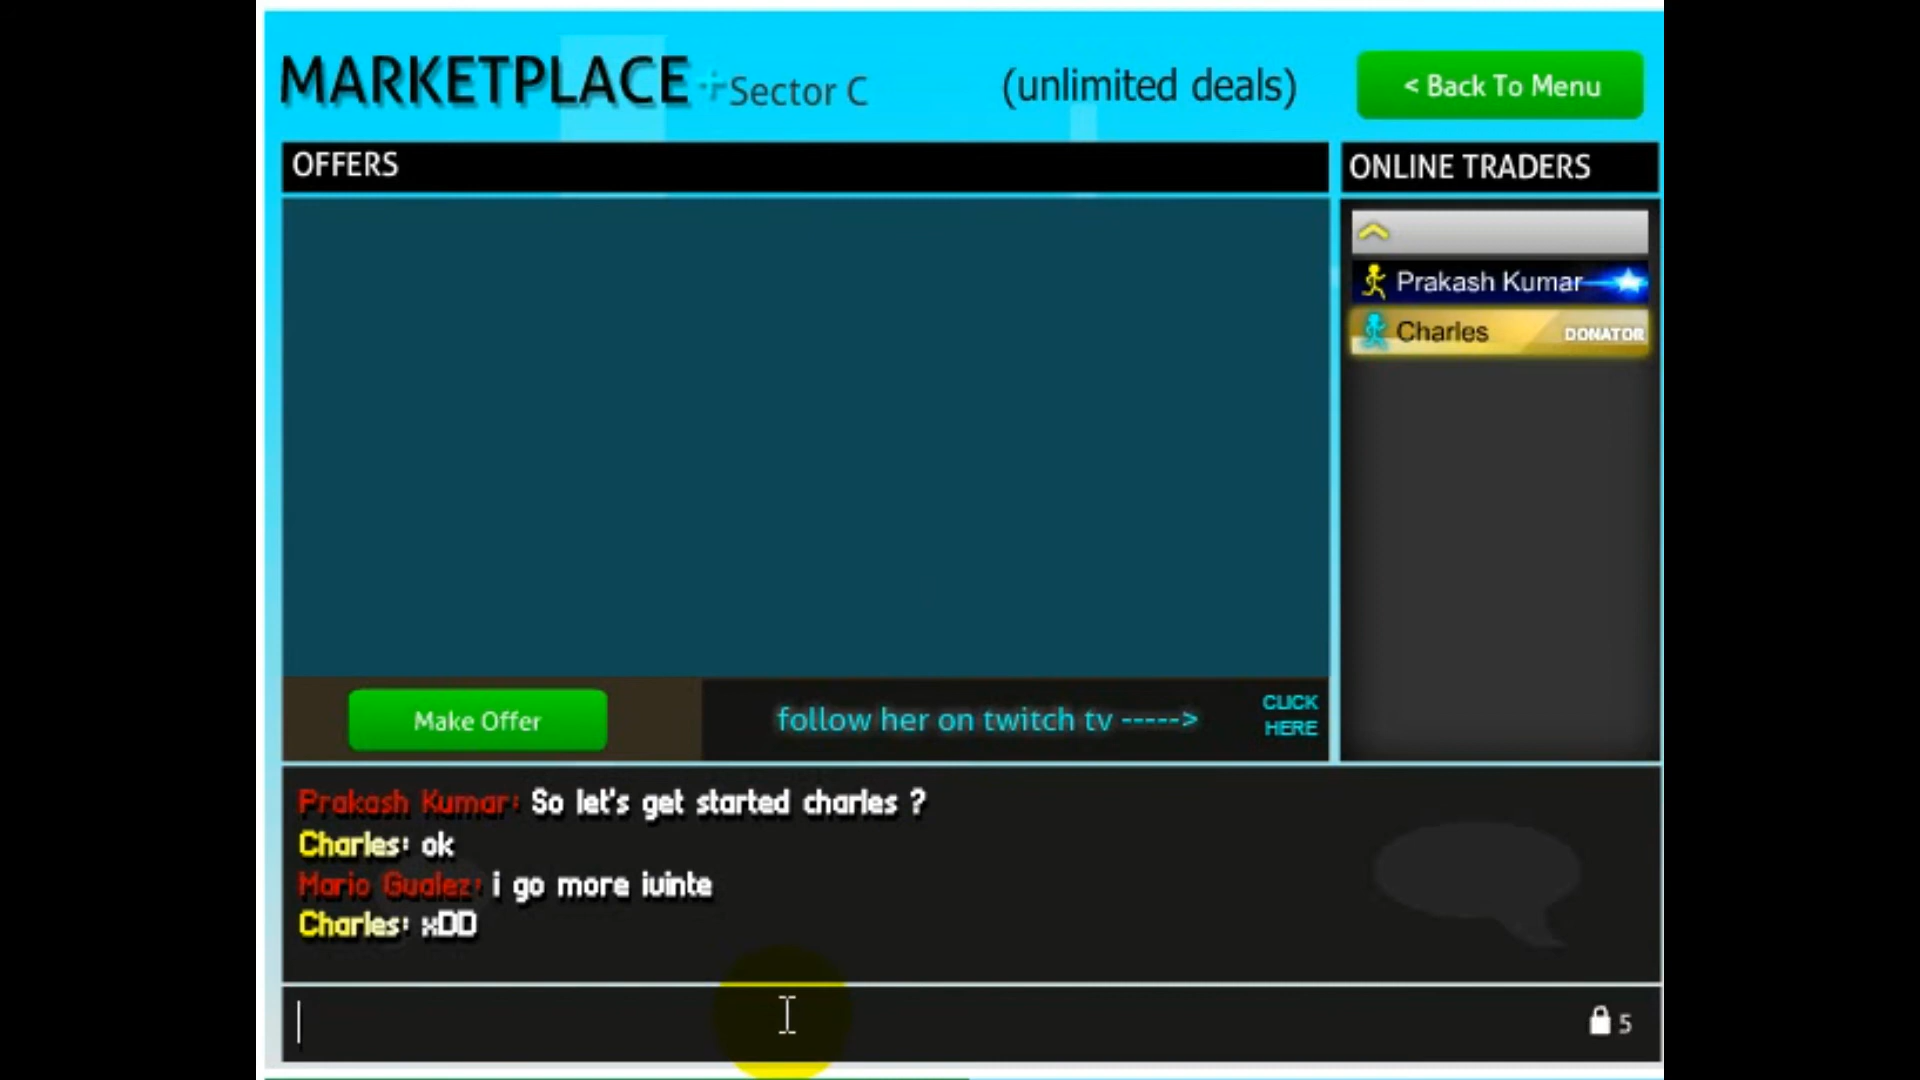 MARKETPLACE +Sector C (unlimited deals) < Back To Menu
OFFERS
ONLINE TRADERS
Prakash Kumar
Charles DONATOR
Make Offer
follow her on twitch tv ----->
CLICK
HERE
Prakash Kumar: So let's get started charles ?
Charles: ok
Mario Gualez: i go more iuinte
Charles: xDD
5